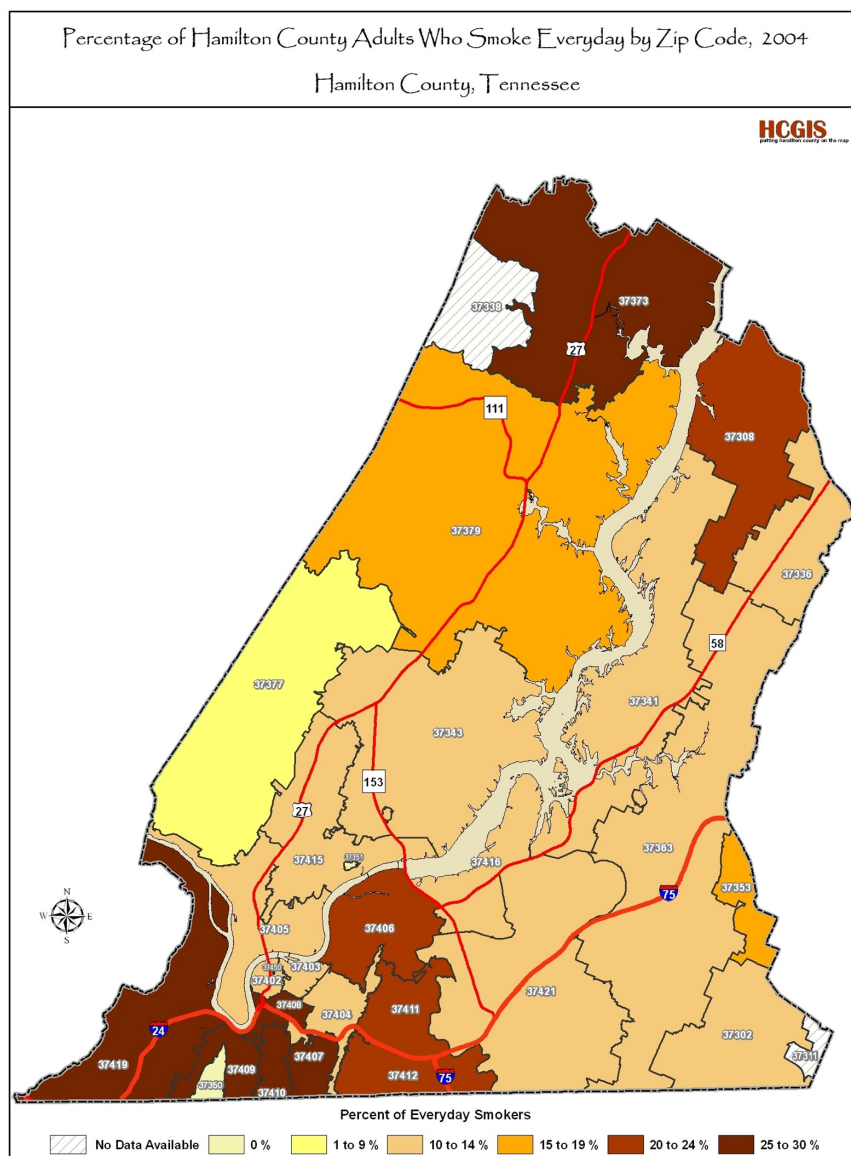 Percentage of Hamilton County Adults Who Smoke Everyday by Zip Code, 2004
Hamilton County, Tennessee
HCGIS
putting hamilton county on the map
37338
37373
27
111
37308
37379
37336
58
37377
37341
37343
153
27
37415
37351
37416
37363
75
37353
37405
37406
37450
37403
37402
37421
37408
37404
37411
24
37302
37311
37419
37350
37409
37407
37410
37412
75
N
W
E
S
Percent of Everyday Smokers
No Data Available
0 %
1 to 9 %
10 to 14 %
15 to 19 %
20 to 24 %
25 to 30 %